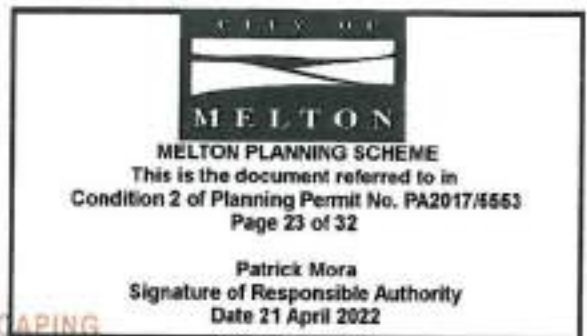 CITY OF
MELTON
MELTON PLANNING SCHEME
This is the document referred to in
Condition 2 of Planning Permit No. PA2017/5553
Page 23 of 32
Patrick Mora
Signature of Responsible Authority
Date 21 April 2022
APING